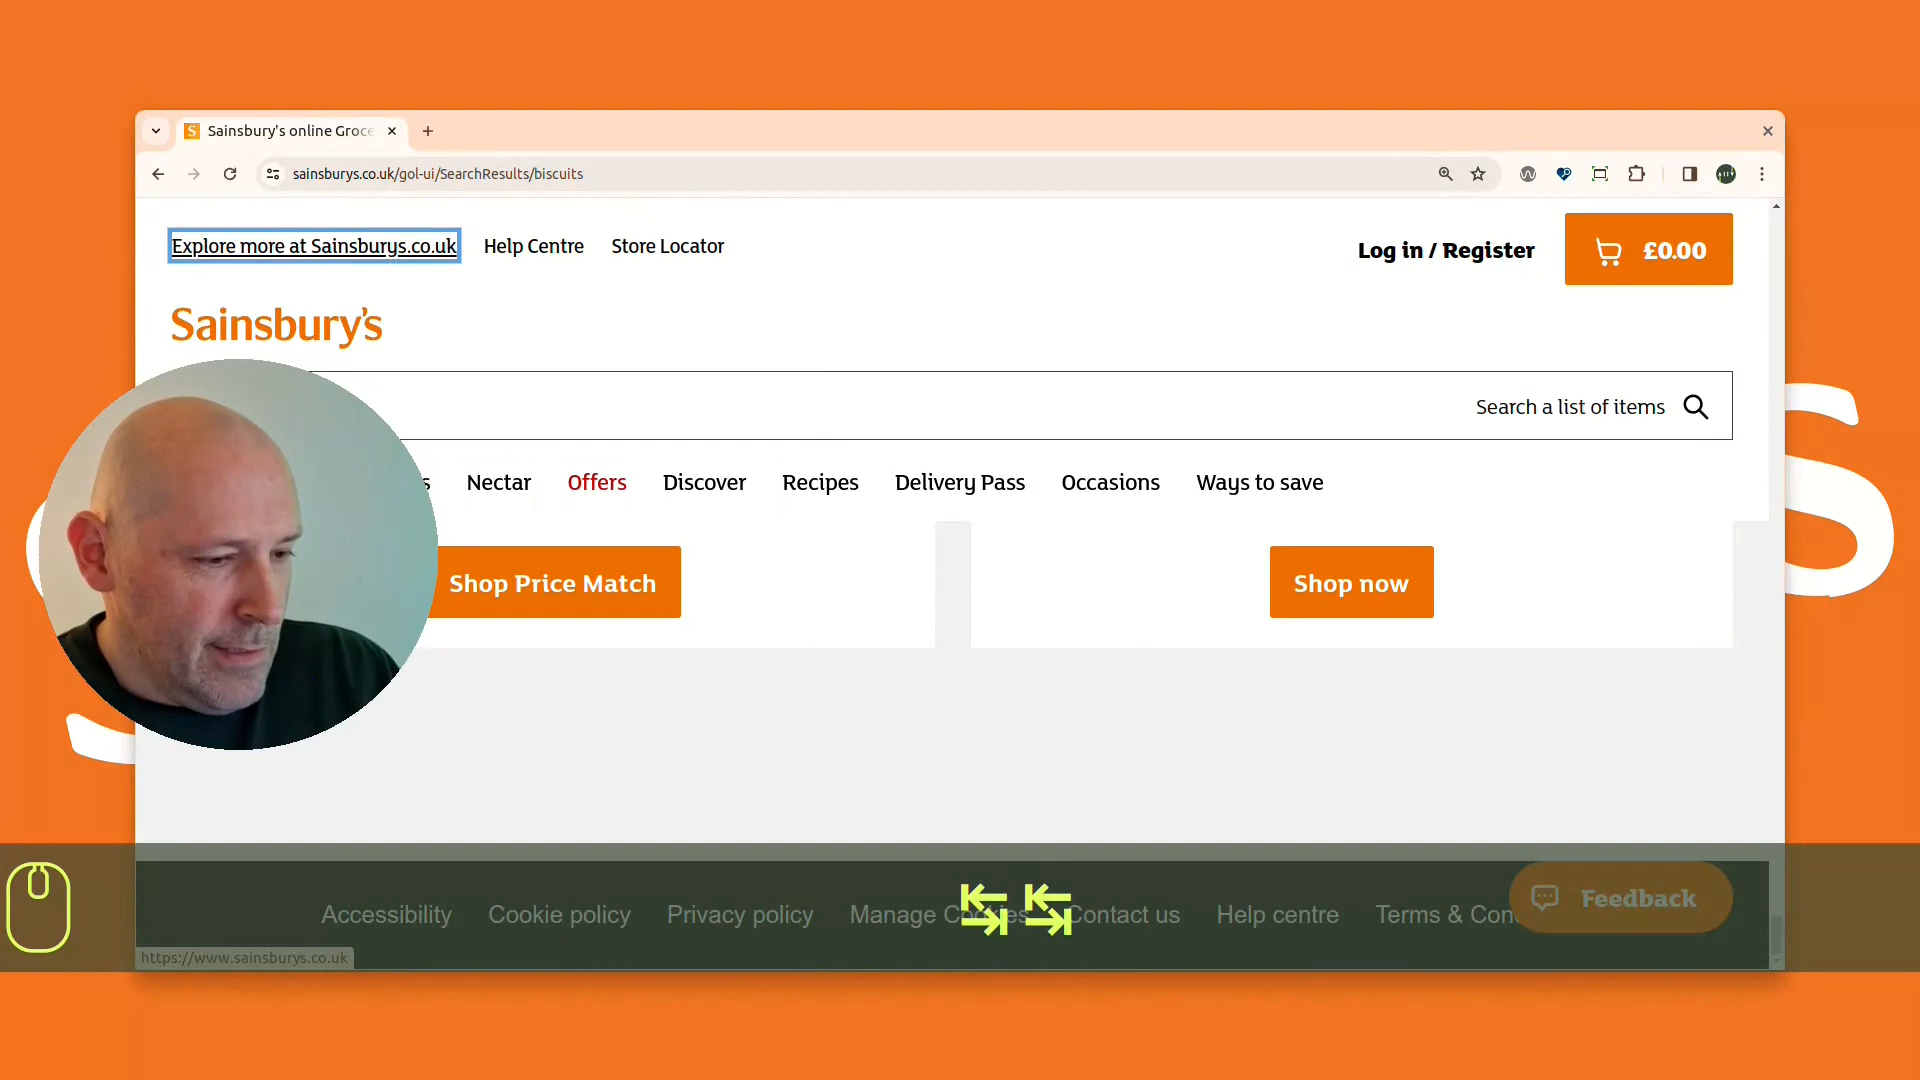 Sainsbury's online Groce
sainsburys.co.uk/gol-ui/SearchResults/biscuits
Explore more at Sainsburys.co.uk Help Centre Store Locator
Log in / Register £0.00
Sainsbury's
Search a list of items
s Nectar Offers Discover Recipes Delivery Pass Occasions Ways to save
Shop Price Match Shop now
Accessibility Cookie policy Privacy policy Manage Cookies Contact us Help centre Terms & Con
Feedback
https://www.sainsburys.co.uk